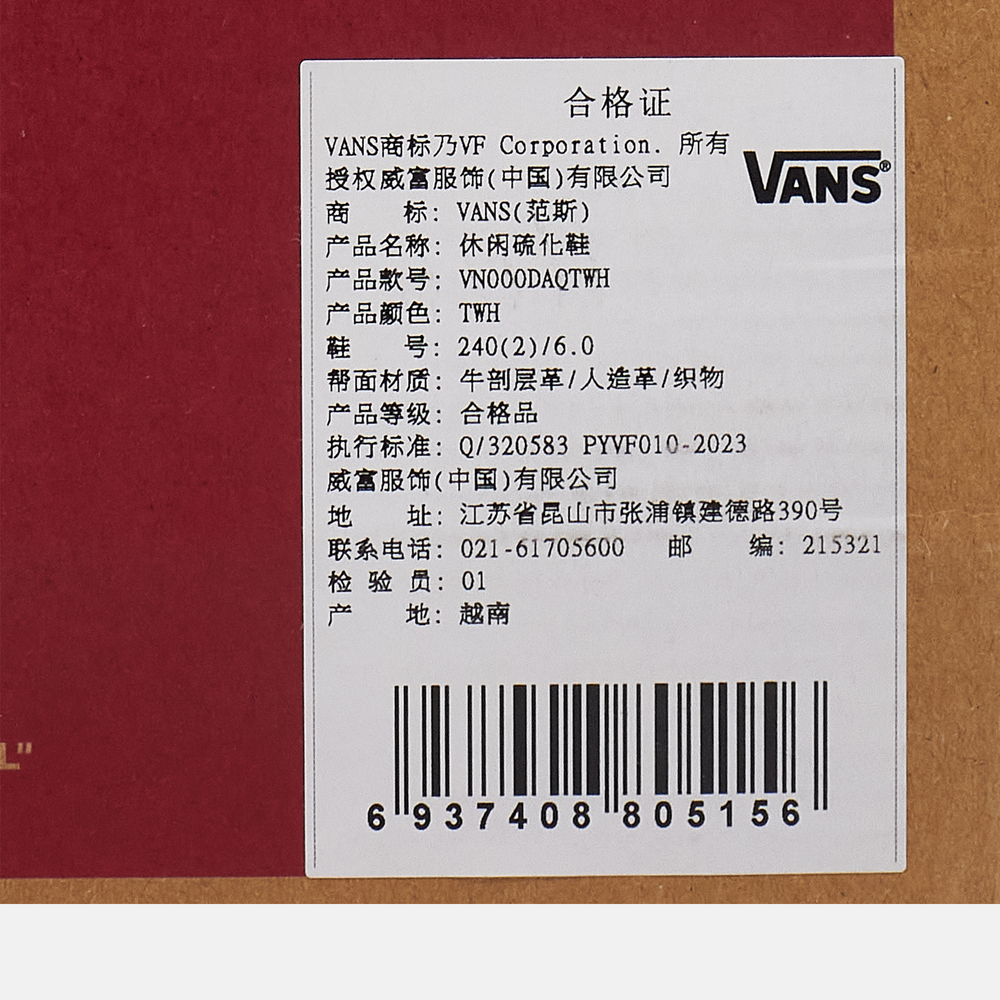 合格证
VANS商标乃VF Corporation. 所有
授权威富服饰(中国)有限公司
VANS®
商 标: VANS(范斯)
产品名称: 休闲硫化鞋
产品款号: VN000DAQTWH
产品颜色: TWH
鞋 号: 240(2)/6.0
帮面材质: 牛剖层革/人造革/织物
产品等级: 合格品
执行标准: Q/320583 PYVF010-2023
威富服饰(中国)有限公司
地 址: 江苏省昆山市张浦镇建德路390号
联系电话: 021-61705600 邮 编: 215321
检 验 员: 01
产 地: 越南
L"
6 937408 805156